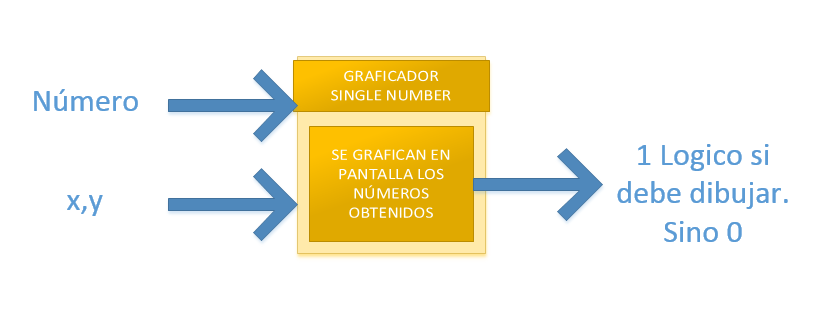 Número
x,y
GRAFICADOR
SINGLE NUMBER
SE GRAFICAN EN
PANTALLA LOS
NÚMEROS
OBTENIDOS
1 Logico si
debe dibujar.
Sino 0